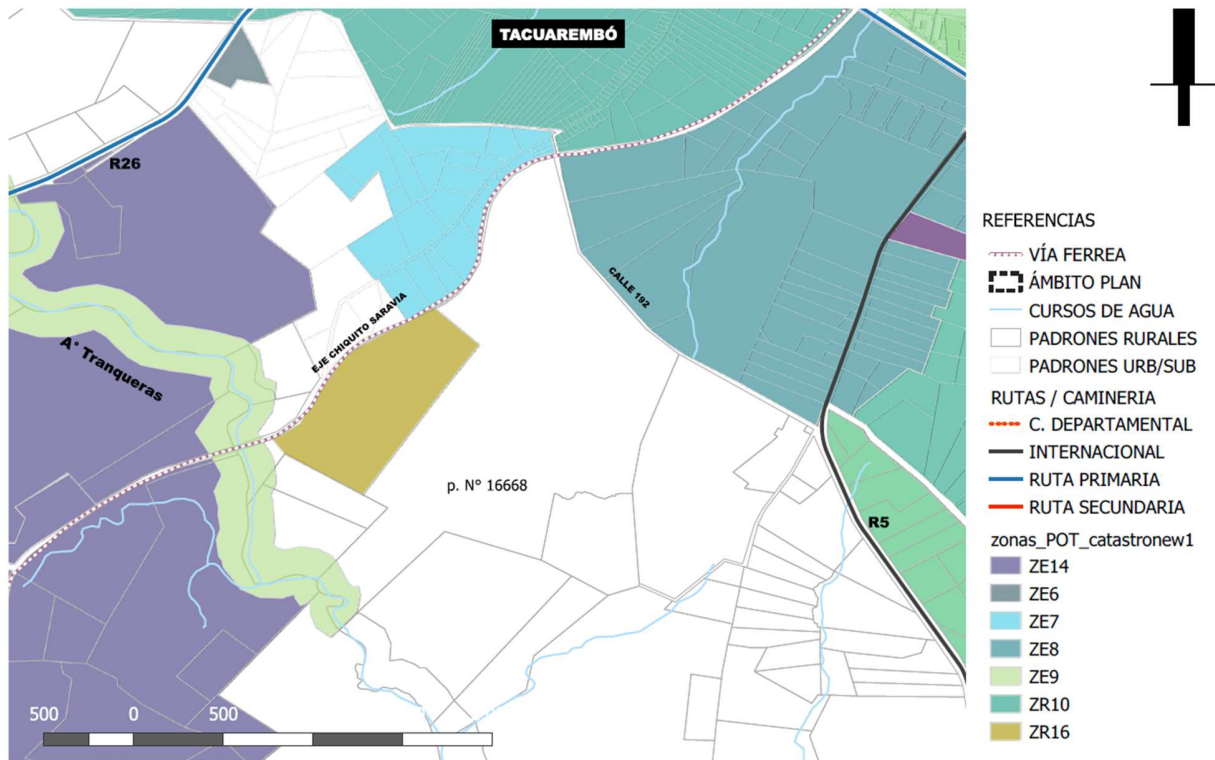 TACUAREMBÓ
R26
A° Tranqueras
EJE CHIQUITO SARAVIA
CALLE 192
p. N° 16668
R5
500 0 500
REFERENCIAS
VÍA FERREA
ÁMBITO PLAN
CURSOS DE AGUA
PADRONES RURALES
PADRONES URB/SUB
RUTAS / CAMINERIA
C. DEPARTAMENTAL
INTERNACIONAL
RUTA PRIMARIA
RUTA SECUNDARIA
zonas_POT_catastronew1
ZE14
ZE6
ZE7
ZE8
ZE9
ZR10
ZR16